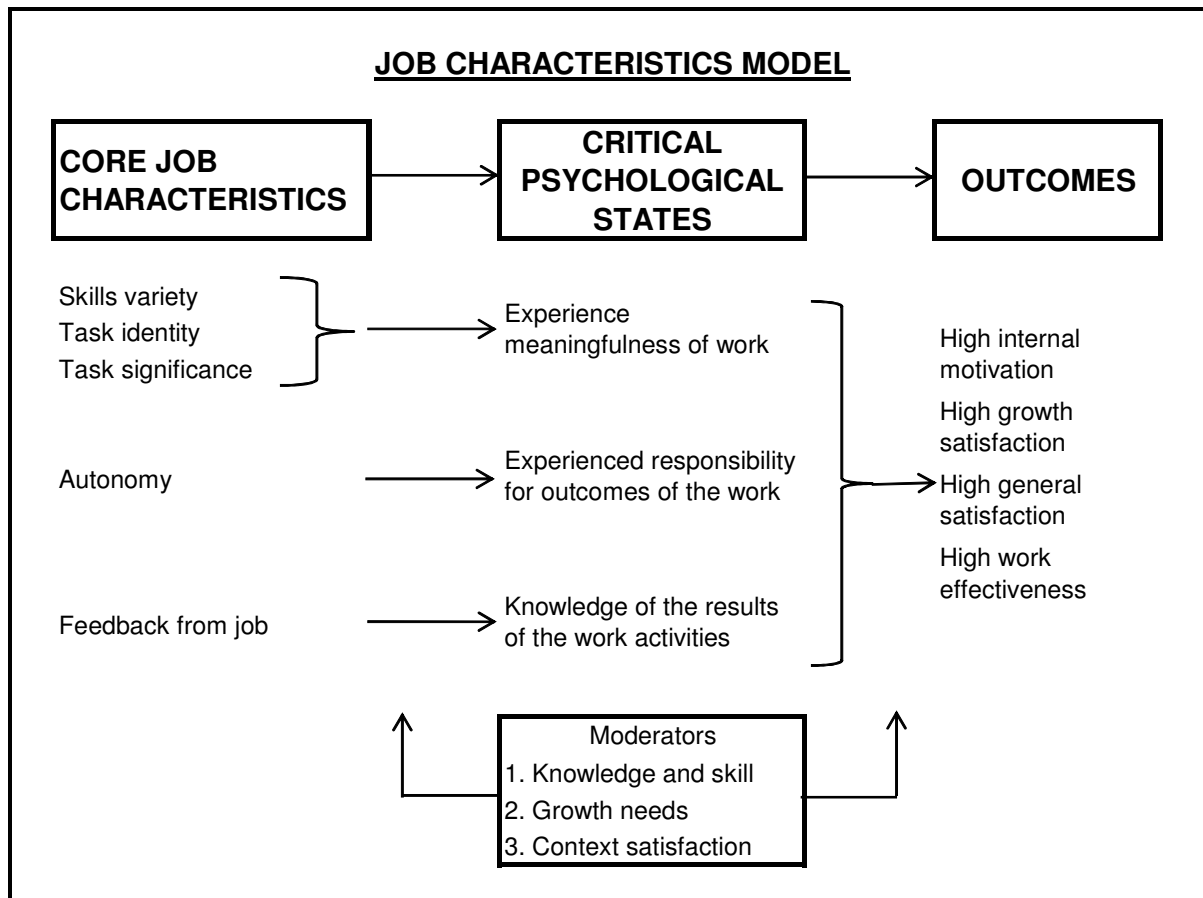 JOB CHARACTERISTICS MODEL
CORE JOB
CHARACTERISTICS
CRITICAL
PSYCHOLOGICAL
STATES
OUTCOMES
Skills variety
Task identity
Task significance
Experience
meaningfulness of work
Autonomy
Experienced responsibility
for outcomes of the work
Feedback from job
Knowledge of the results
of the work activities
High internal
motivation
High growth
satisfaction
High general
satisfaction
High work
effectiveness
Moderators
1. Knowledge and skill
2. Growth needs
3. Context satisfaction